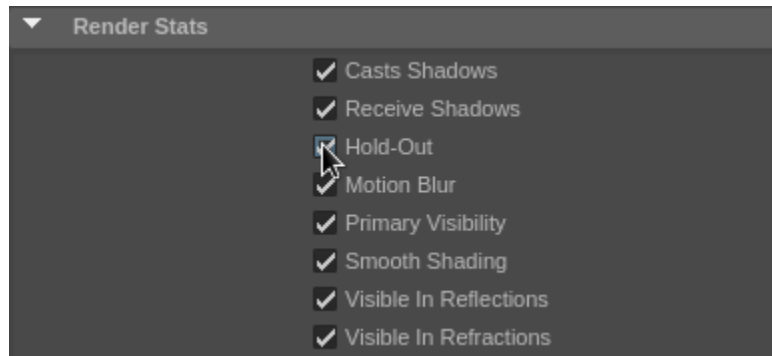 Render Stats
Casts Shadows
Receive Shadows
Hold-Out
Motion Blur
Primary Visibility
Smooth Shading
Visible In Reflections
Visible In Refractions